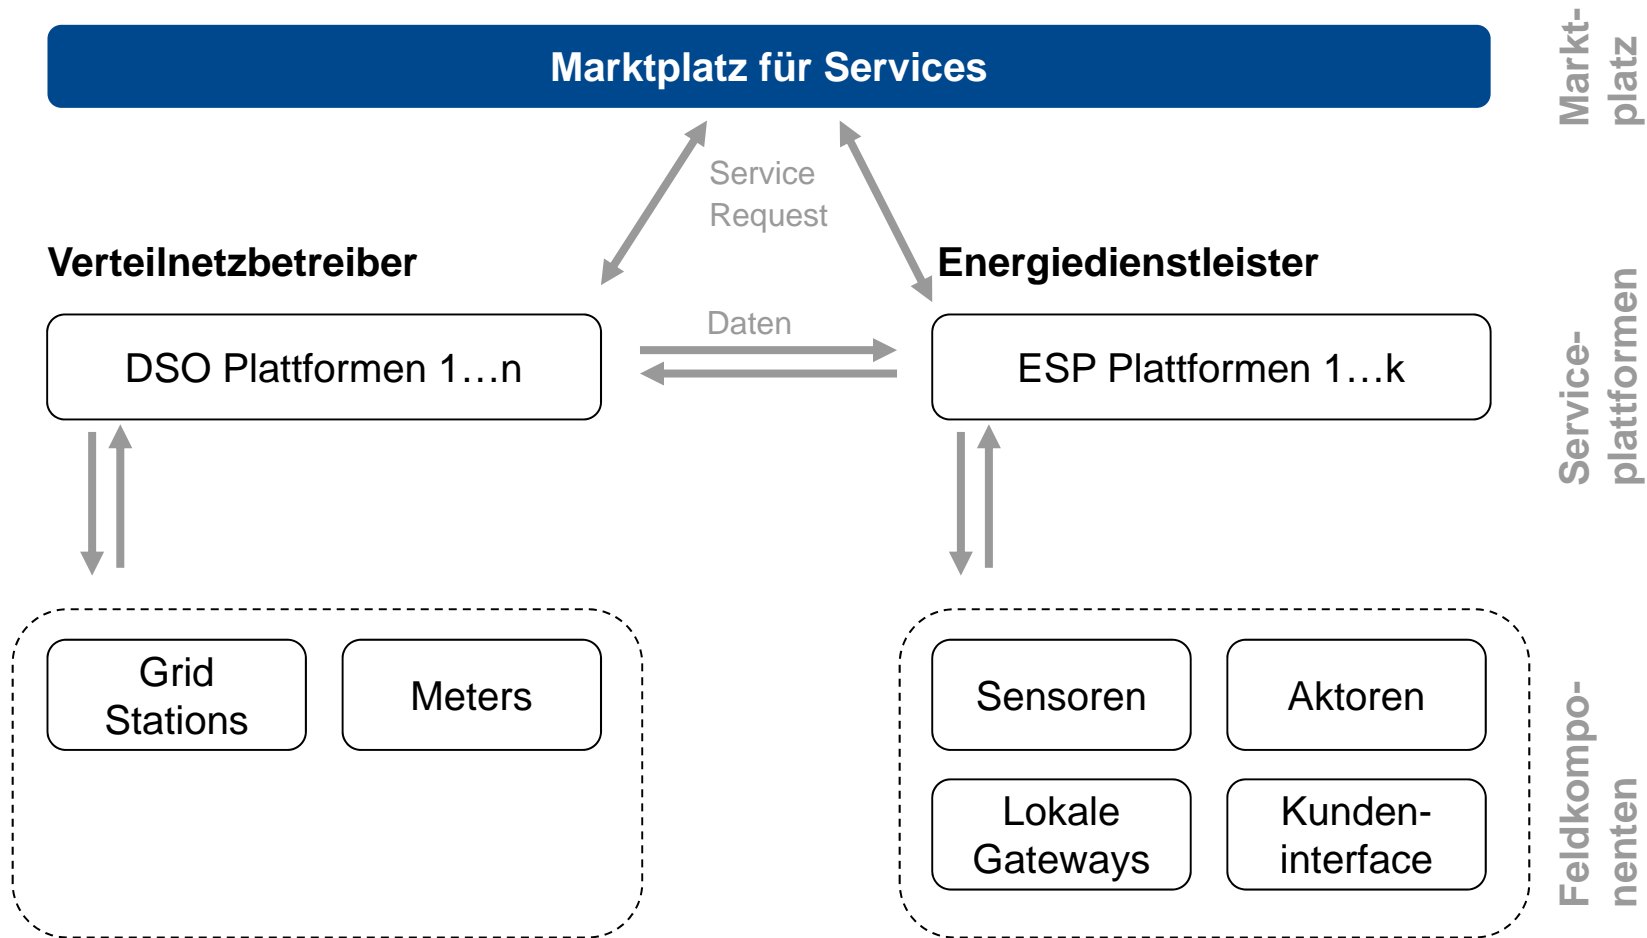 Marktplatz für Services
Markt-
platz
Service
Request
Verteilnetzbetreiber
Energiedienstleister
Daten
DSO Plattformen 1…n
ESP Plattformen 1…k
Service-
plattformen
Grid
Stations
Meters
Sensoren
Aktoren
Lokale
Gateways
Kunden-
interface
Feldkompo-
nenten